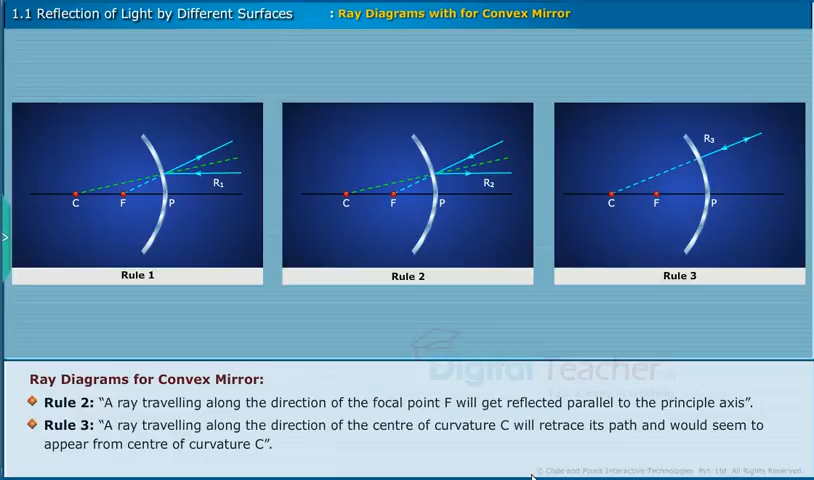 1.1 Reflection of Light by Different Surfaces : Ray Diagrams with for Convex Mirror
R1
C F P
Rule 1
R2
C F P
Rule 2
R3
C F P
Rule 3
>
Digital Teacher.in
Ray Diagrams for Convex Mirror:
Rule 2: “A ray travelling along the direction of the focal point F will get reflected parallel to the principle axis”.
Rule 3: “A ray travelling along the direction of the centre of curvature C will retrace its path and would seem to
appear from centre of curvature C”.
© Code and Pixels Interactive Technologies Pvt. Ltd. All Rights Reserved.